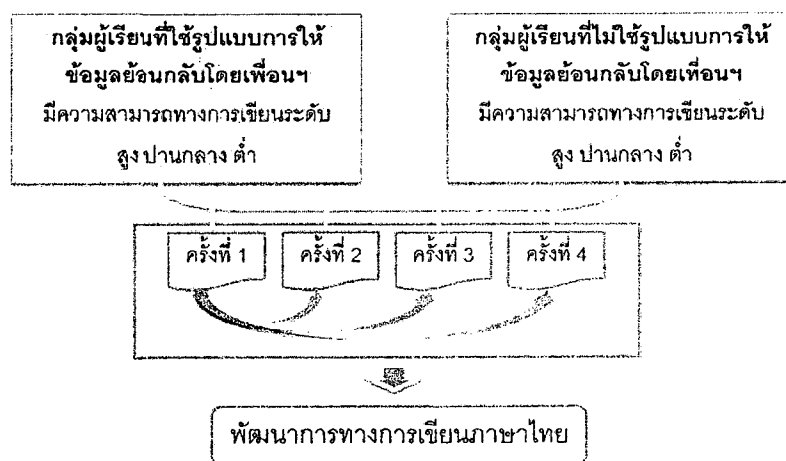 กลุ่มผู้เรียนที่ใช้รูปแบบการให้
ข้อมูลย้อนกลับโดยเพื่อนฯ
มีความสามารถทางการเขียนระดับ
สูง ปานกลาง ต่ำ
กลุ่มผู้เรียนที่ไม่ใช้รูปแบบการให้
ข้อมูลย้อนกลับโดยเพื่อนฯ
มีความสามารถทางการเขียนระดับ
สูง ปานกลาง ต่ำ
ครั้งที่ 1
ครั้งที่ 2
ครั้งที่ 3
ครั้งที่ 4
พัฒนาการทางการเขียนภาษาไทย